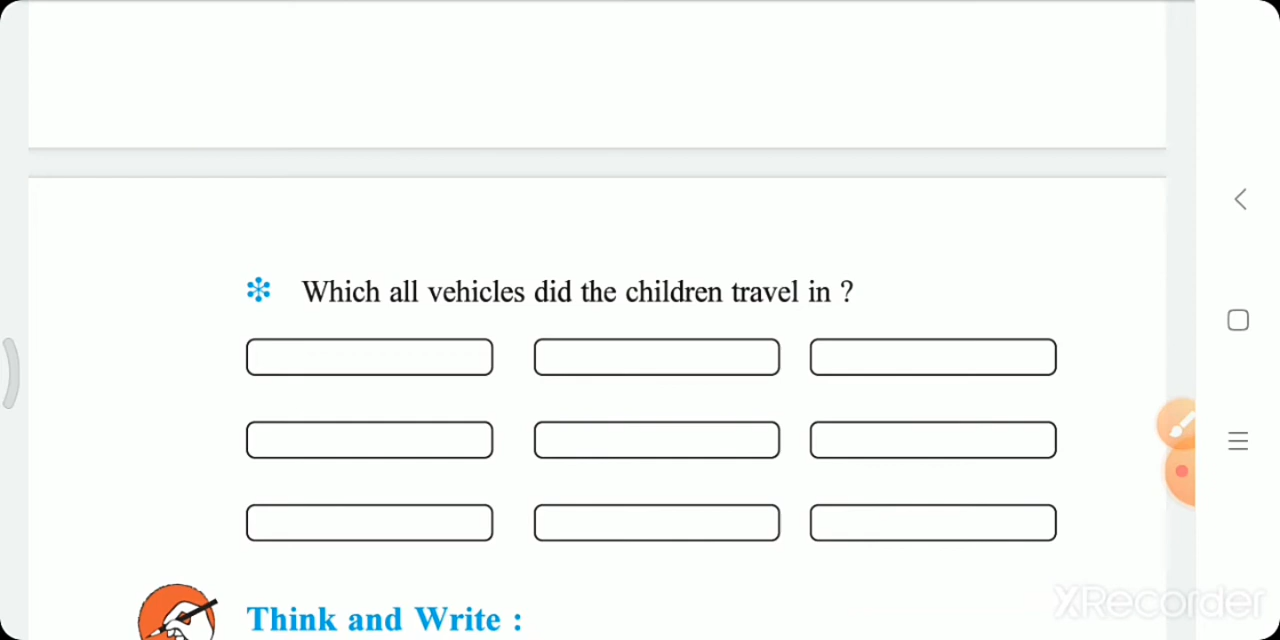 Which all vehicles did the children travel in ?
Think and Write :
XRecorder